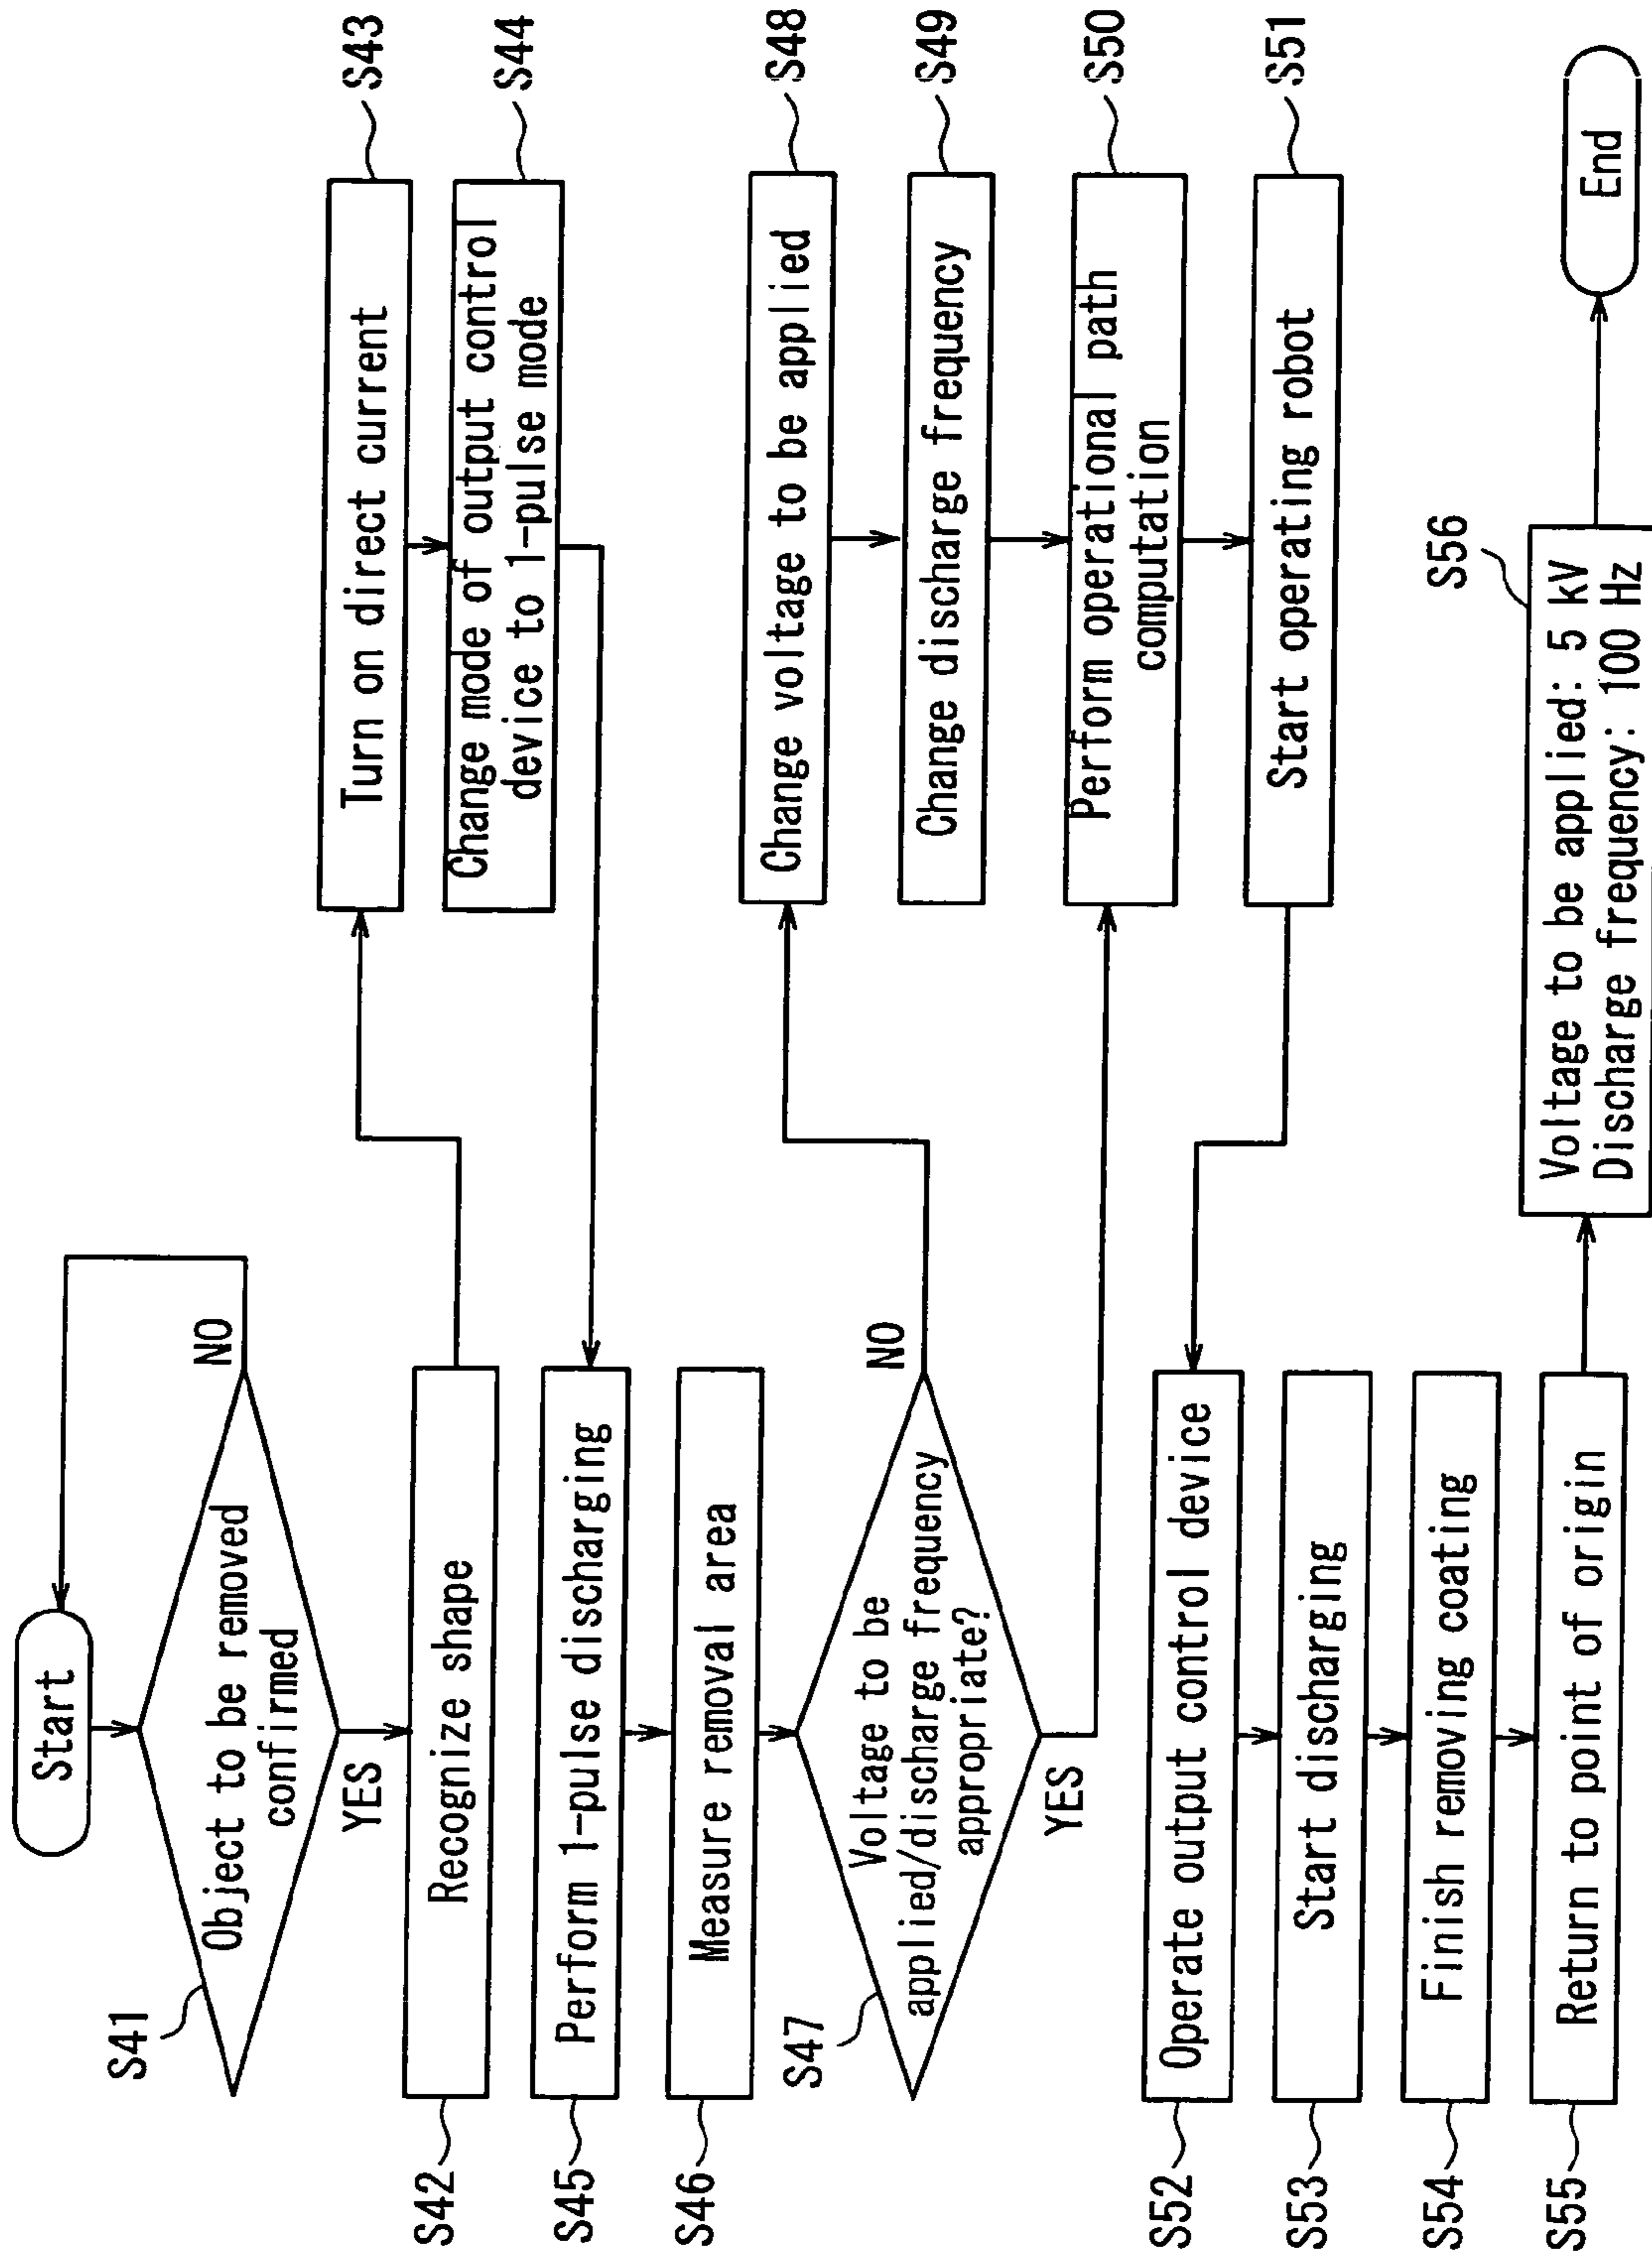 Start
S41
Object to be removed
confirmed
NO
YES
S42
Recognize shape
Turn on direct current
S43
Change mode of output control
device to 1-pulse mode
S44
S45
Perform 1-pulse discharging
S46
Measure removal area
S47
Voltage to be
applied/discharge frequency
appropriate?
NO
YES
Change voltage to be applied
S48
Change discharge frequency
S49
Perform operational path
computation
S50
Start operating robot
S51
S52
Operate output control device
S53
Start discharging
S54
Finish removing coating
S55
Return to point of origin
S56
Voltage to be applied: 5 kV
Discharge frequency: 100 Hz
End